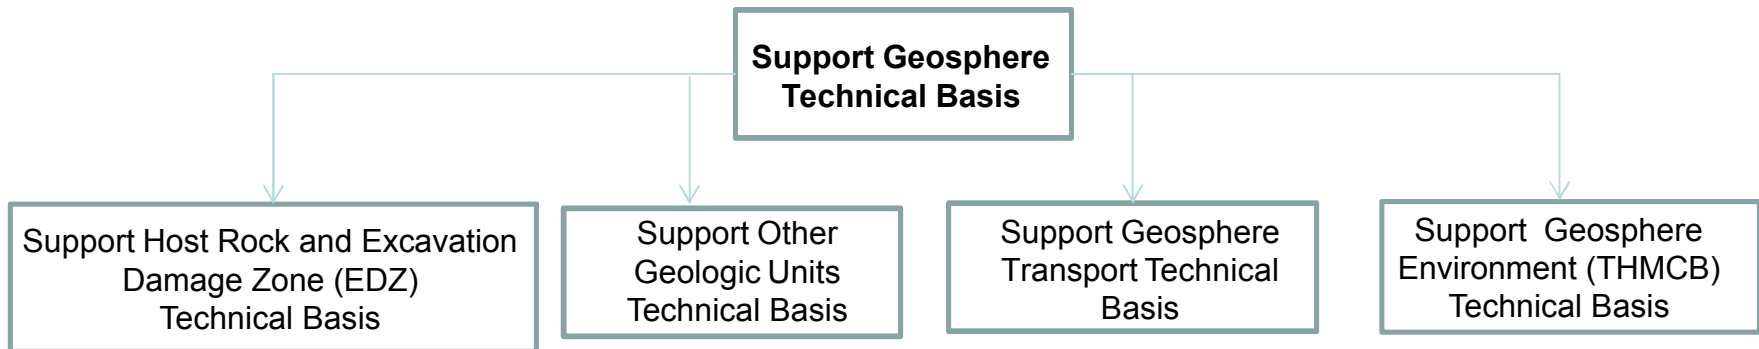 Support Geosphere
Technical Basis
Support Host Rock and Excavation
Damage Zone (EDZ)
Technical Basis
Support Other
Geologic Units
Technical Basis
Support Geosphere
Transport Technical
Basis
Support Geosphere
Environment (THMCB)
Technical Basis